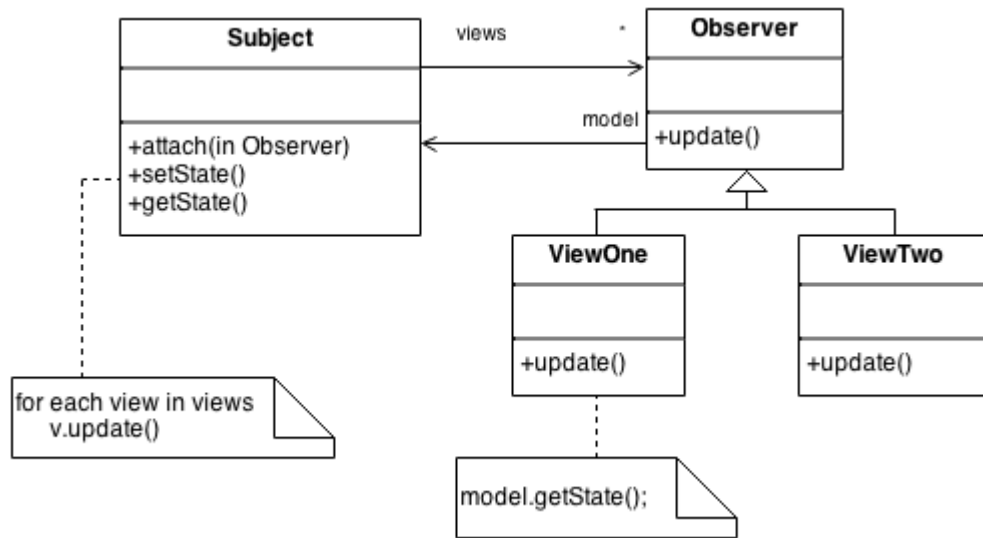 Subject
+attach(in Observer)
+setState()
+getState()
views
*
model
Observer
+update()
ViewOne
+update()
ViewTwo
+update()
for each view in views
v.update()
model.getState();